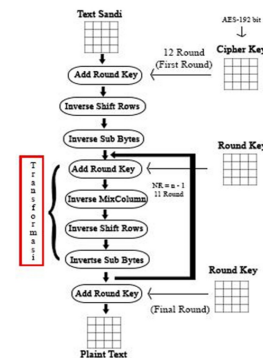 Text Sandi
AES-192 bit
12 Round
(First Round)
Cipher Key
Add Round Key
Inverse Shift Rows
Inverse Sub Bytes
Round Key
Transformasi
Add Round Key
NR = n - 1
11 Round
Inverse MixColumn
Inverse Shift Rows
Invertse Sub Bytes
Round Key
Add Round Key
(Final Round)
Plaint Text